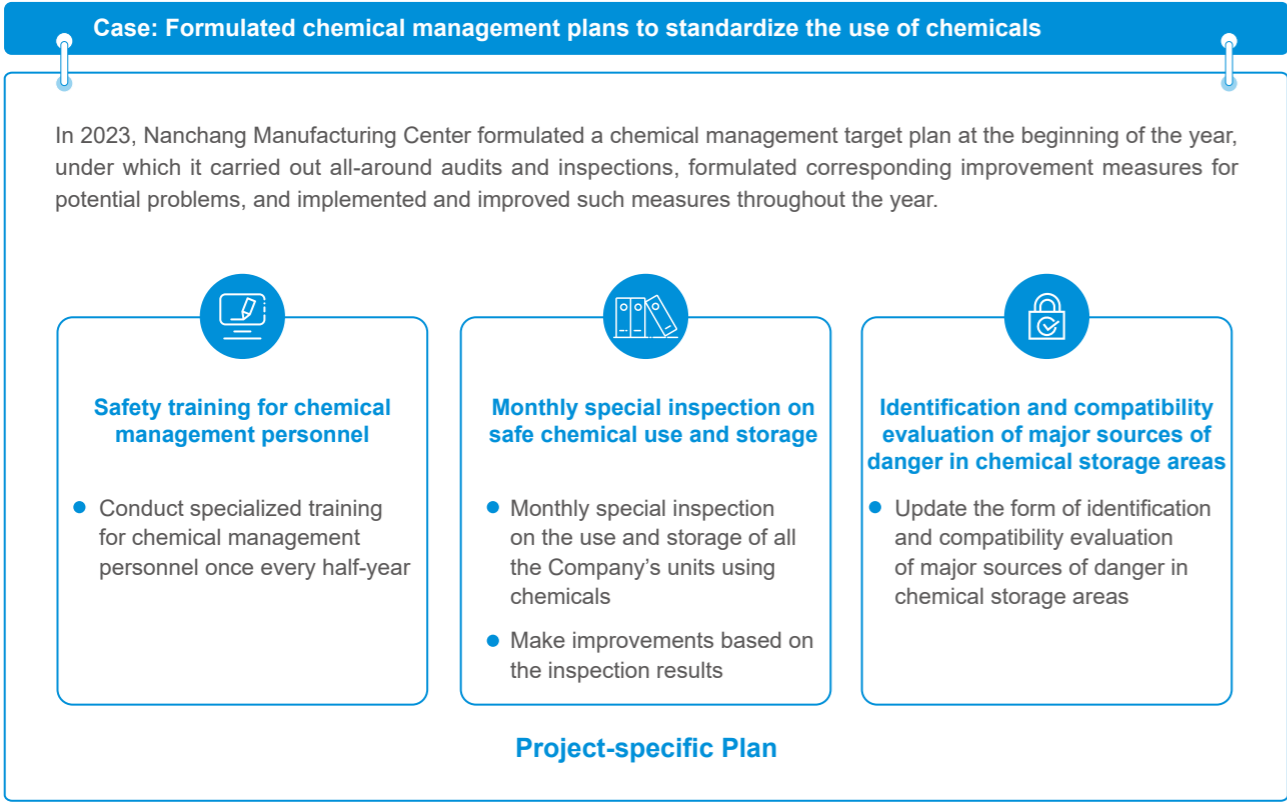 Case: Formulated chemical management plans to standardize the use of chemicals
In 2023, Nanchang Manufacturing Center formulated a chemical management target plan at the beginning of the year,
under which it carried out all-around audits and inspections, formulated corresponding improvement measures for
potential problems, and implemented and improved such measures throughout the year.
Safety training for chemical
management personnel
Conduct specialized training
for chemical management
personnel once every half-year
Monthly special inspection on
safe chemical use and storage
Monthly special inspection
on the use and storage of all
the Company’s units using
chemicals
Make improvements based on
the inspection results
Identification and compatibility
evaluation of major sources of
danger in chemical storage areas
Update the form of identification
and compatibility evaluation
of major sources of danger in
chemical storage areas
Project-specific Plan